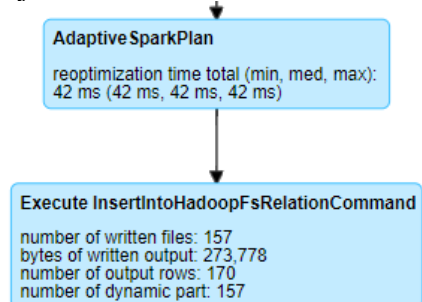 AdaptiveSparkPlan
reoptimization time total (min, med, max):
42 ms (42 ms, 42 ms, 42 ms)
Execute InsertIntoHadoopFsRelationCommand
number of written files: 157
bytes of written output: 273,778
number of output rows: 170
number of dynamic part: 157